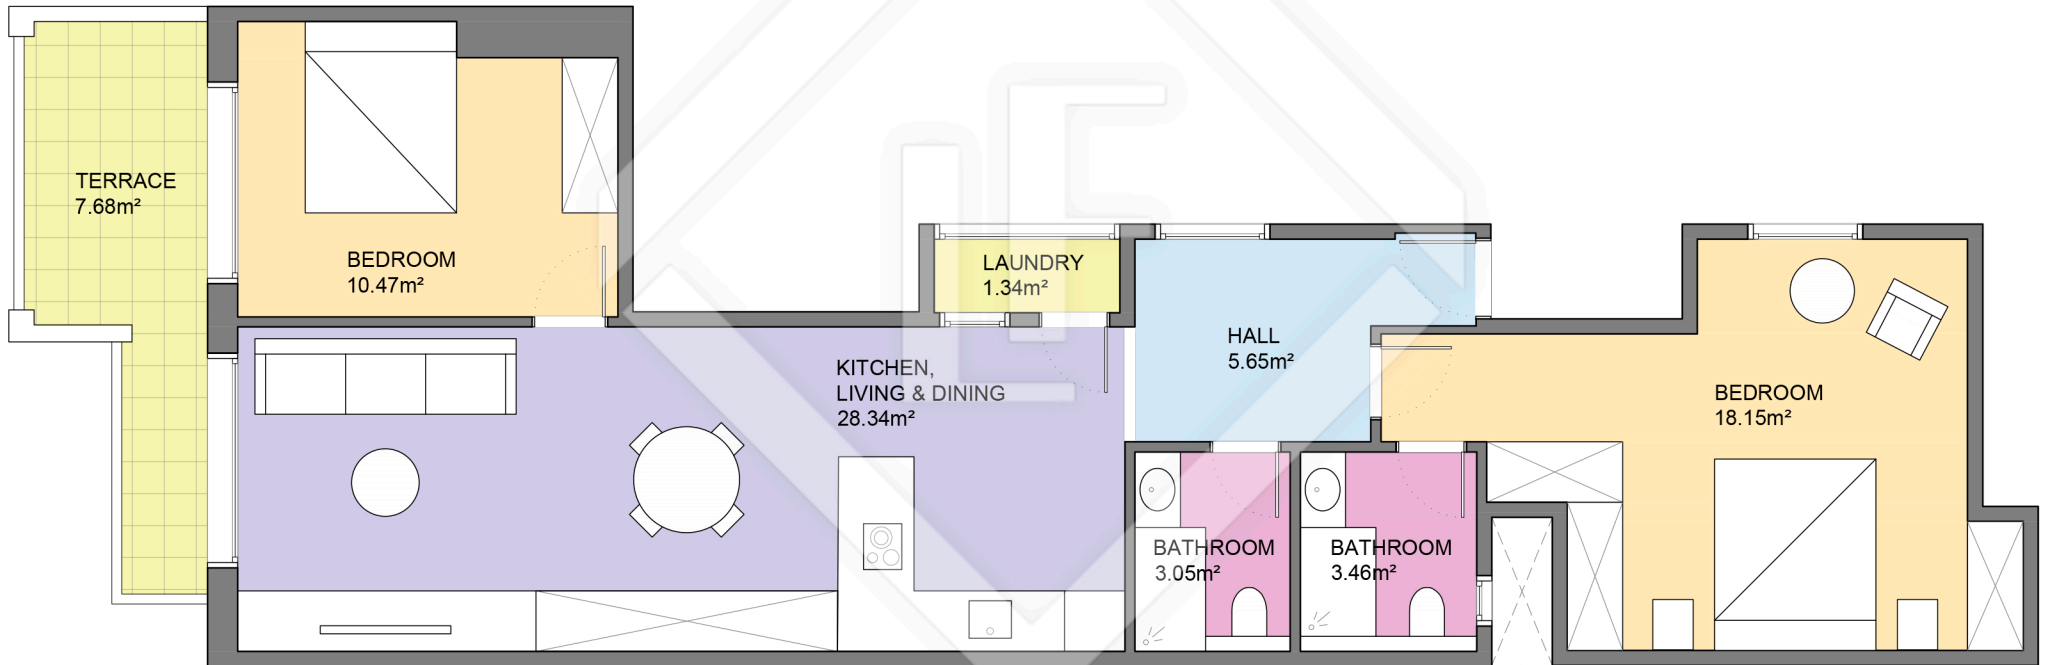 TERRACE
7.68m²
BEDROOM
10.47m²
LAUNDRY
1.34m²
KITCHEN,
LIVING & DINING
28.34m²
HALL
5.65m²
BEDROOM
18.15m²
BATHROOM
3.05m²
BATHROOM
3.46m²